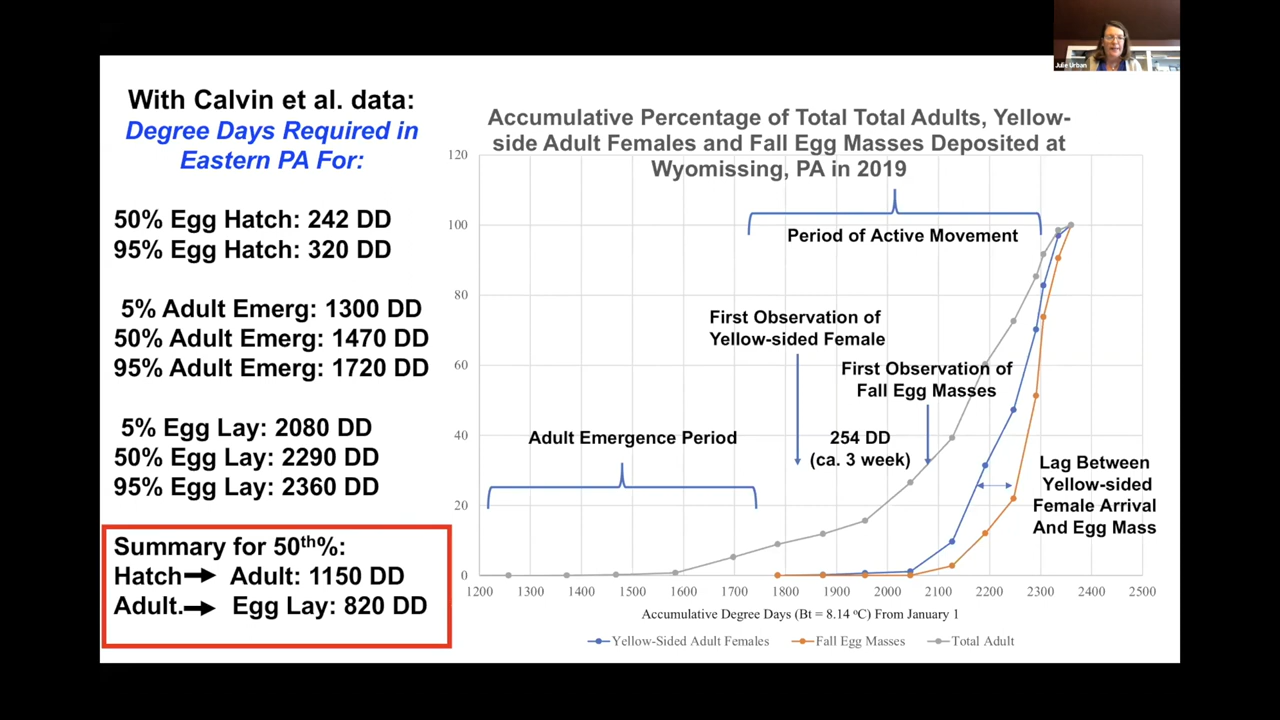 Julie Urban
With Calvin et al. data:
Degree Days Required in
Eastern PA For:
50% Egg Hatch: 242 DD
95% Egg Hatch: 320 DD
5% Adult Emerg: 1300 DD
50% Adult Emerg: 1470 DD
95% Adult Emerg: 1720 DD
5% Egg Lay: 2080 DD
50% Egg Lay: 2290 DD
95% Egg Lay: 2360 DD
Summary for 50th%:
Hatch Adult: 1150 DD
Adult. Egg Lay: 820 DD
Accumulative Percentage of Total Total Adults, Yellow-
side Adult Females and Fall Egg Masses Deposited at
Wyomissing, PA in 2019
120
100
80
60
40
20
0
Period of Active Movement
First Observation of
Yellow-sided Female
First Observation of
Fall Egg Masses
Adult Emergence Period
254 DD
(ca. 3 week)
Lag Between
Yellow-sided
Female Arrival
And Egg Mass
1200 1300 1400 1500 1600 1700 1800 1900 2000 2100 2200 2300 2400 2500
Accumulative Degree Days (Bt = 8.14 ºC) From January 1
Yellow-Sided Adult Females Fall Egg Masses Total Adult